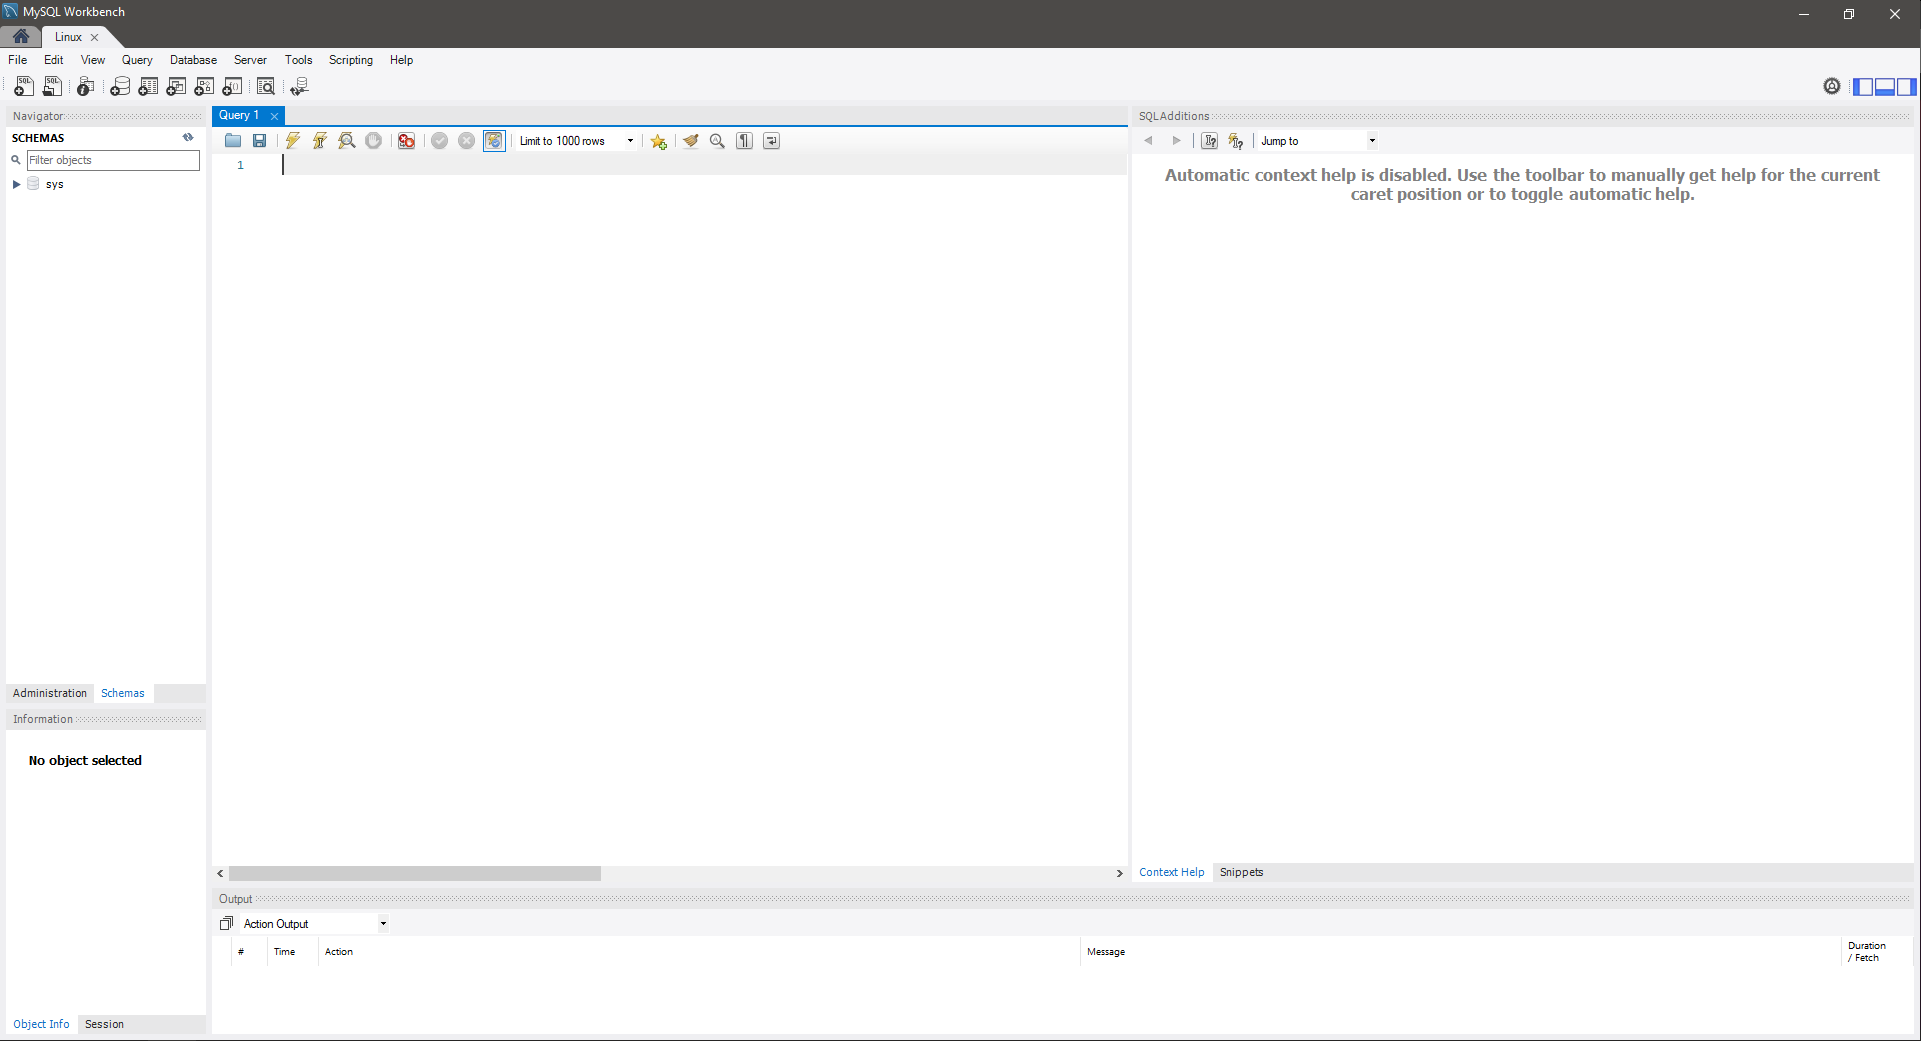 MySQL Workbench
Linux
File Edit View Query Database Server Tools Scripting Help
Navigator
SCHEMAS
Filter objects
sys
Administration Schemas
Information
No object selected
Object Info Session
Query 1
Limit to 1000 rows
1
SQLAdditions
Jump to
Automatic context help is disabled. Use the toolbar to manually get help for the current
caret position or to toggle automatic help.
Context Help Snippets
Output
Action Output
# Time Action Message Duration
/ Fetch